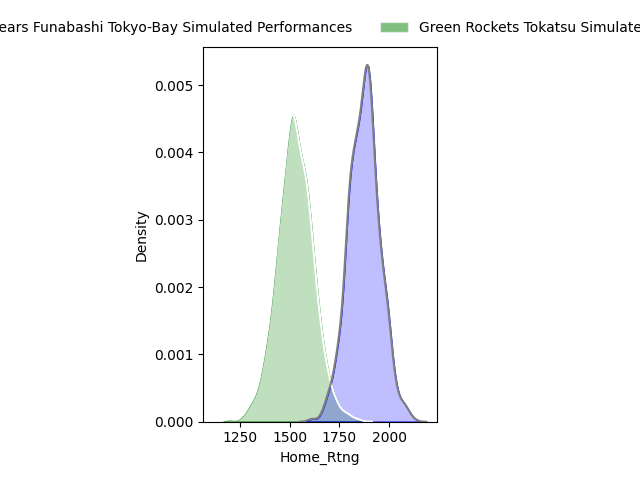 ears Funabashi Tokyo-Bay Simulated Performances Green Rockets Tokatsu Simulate
0.005
0.004
0.003
0.002
0.001
0.000
Density
1250 1500 1750 2000
Home_Rtng